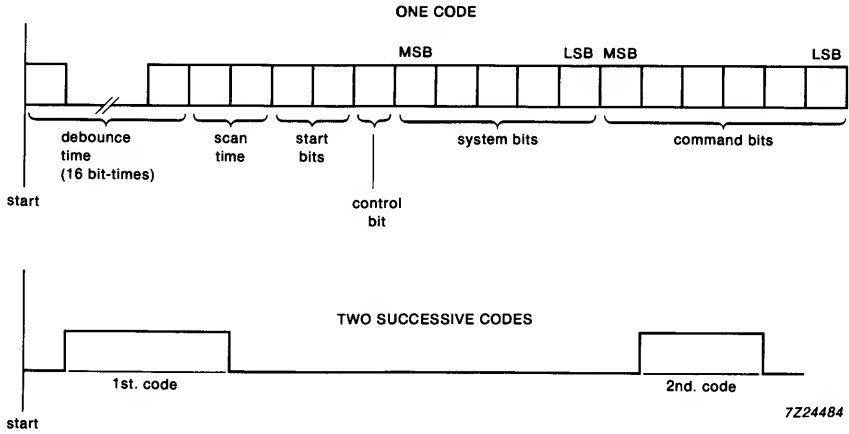 ONE CODE
MSB
LSB MSB
LSB
debounce
time
(16 bit-times)
scan
time
start
bits
control
bit
system bits
command bits
start
TWO SUCCESSIVE CODES
1st. code
2nd. code
7Z24484
start